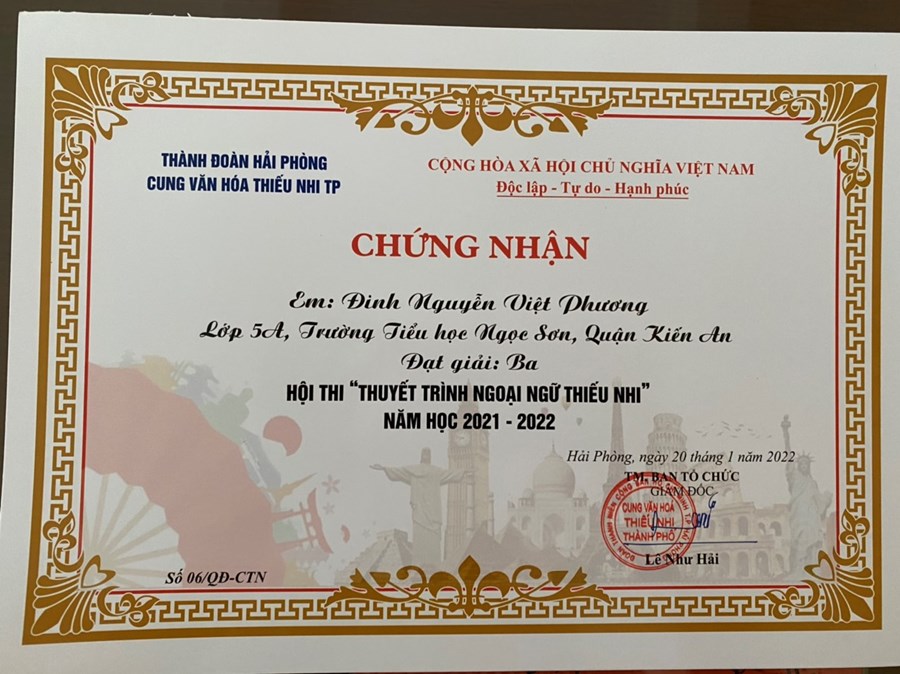 THÀNH ĐOÀN HẢI PHÒNG
CUNG VĂN HÓA THIẾU NHI TP
CỘNG HÒA XÃ HỘI CHỦ NGHĨA VIỆT NAM
Độc lập - Tự do - Hạnh phúc
CHỨNG NHẬN
Em: Đinh Nguyễn Việt Phương
Lớp 5A, Trường Tiểu học Ngọc Sơn, Quận Kiến An
Đạt giải: Ba
HỘI THI “THUYẾT TRÌNH NGOẠI NGỮ THIẾU NHI”
NĂM HỌC 2021 - 2022
Hải Phòng, ngày 20 tháng 1 năm 2022
TM. BAN TỔ CHỨC
GIÁM ĐỐC
CUNG VĂN HOÁ
THIẾU NHI
THÀNH PHỐ
Lê Như Hải
Số 06/QĐ-CTN